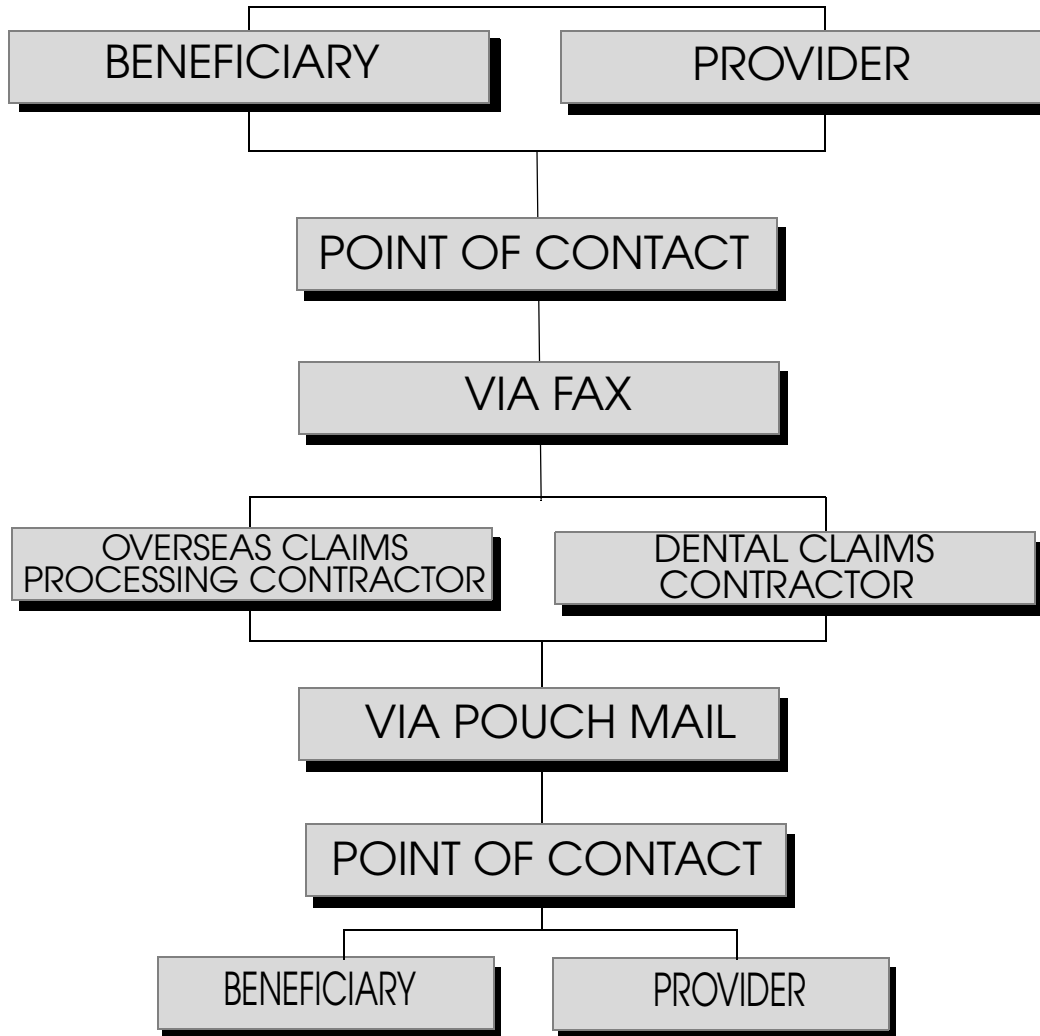 BENEFICIARY
PROVIDER
POINT OF CONTACT
VIA FAX
OVERSEAS CLAIMS
PROCESSING CONTRACTOR
DENTAL CLAIMS
CONTRACTOR
VIA POUCH MAIL
POINT OF CONTACT
BENEFICIARY
PROVIDER